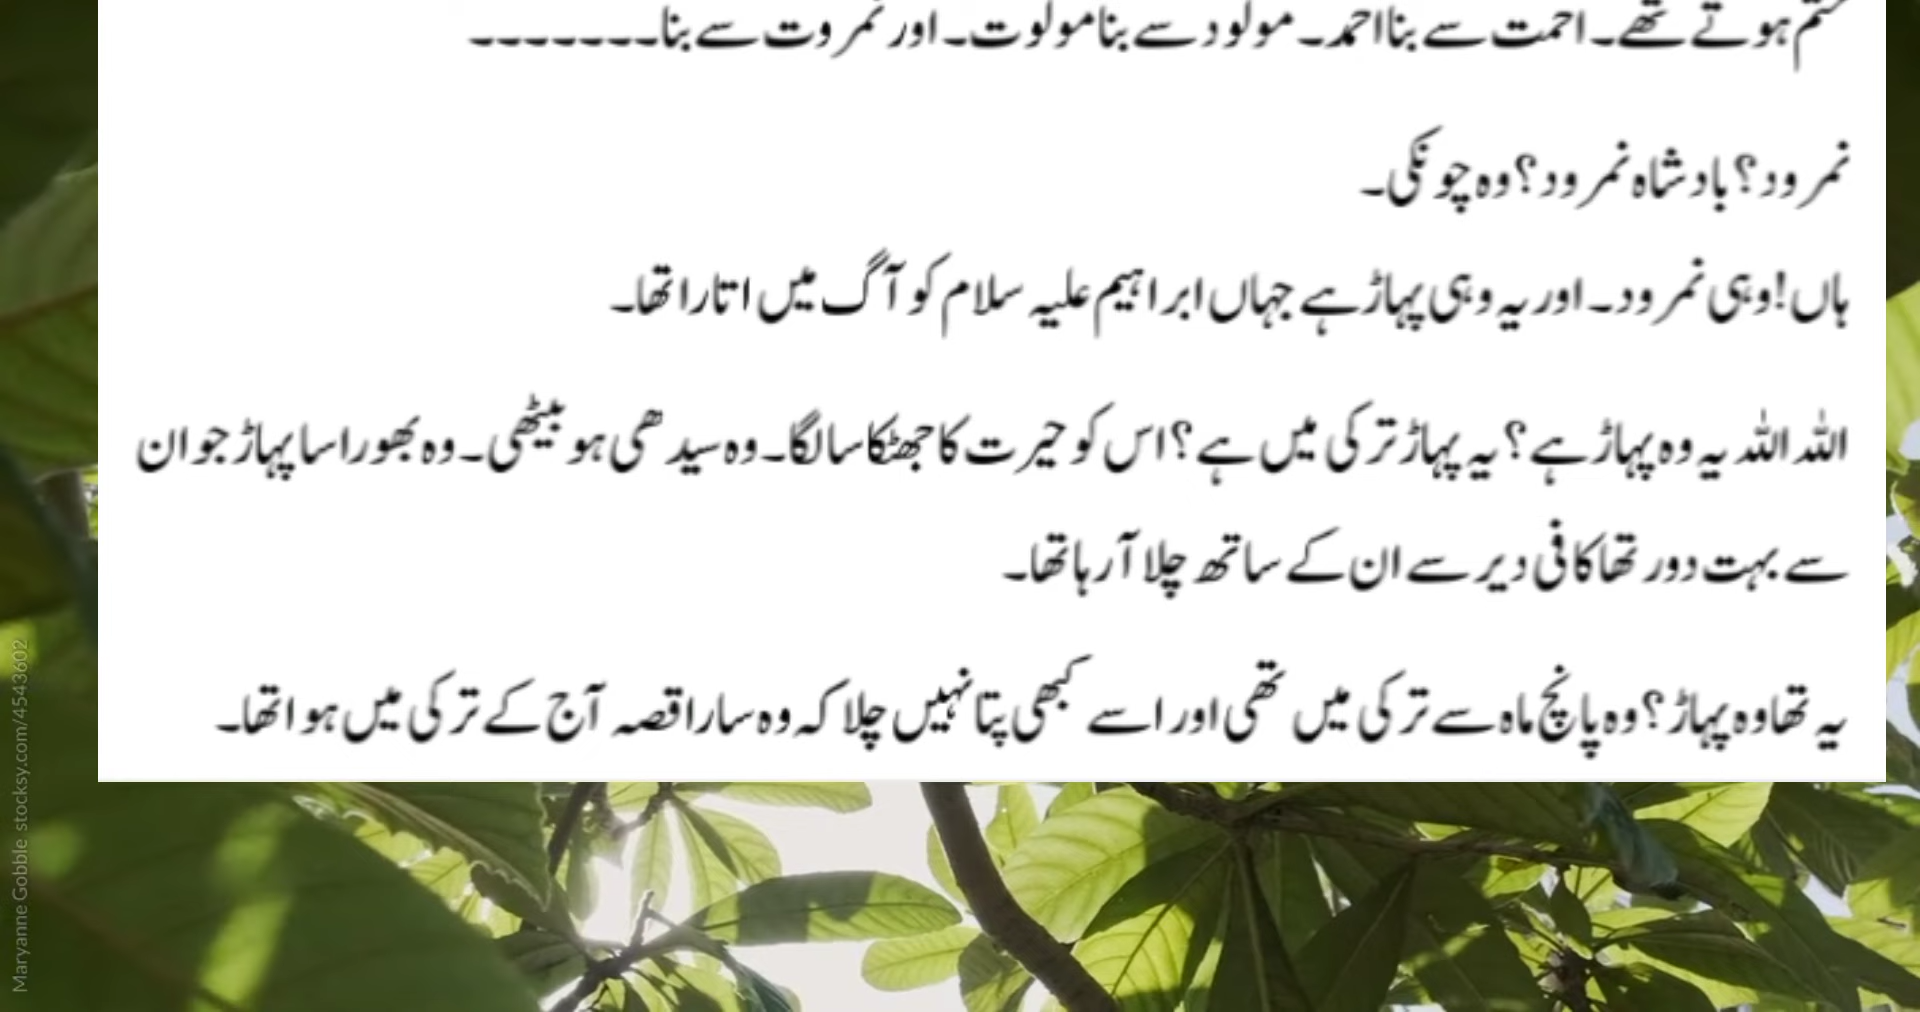 ختم ہوتے تھے۔ احمت سے بنا احمد۔ مولود سے بنا مولوت۔ اور نمروت سے بنا۔۔۔۔۔۔۔
نمرود؟ بادشاہ نمرود؟ وہ چونکی۔
ہاں! وہی نمرود۔ اور یہ وہی پہاڑ ہے جہاں ابراہیم علیہ سلام کو آگ میں اتارا تھا۔
اللہ اللہ یہ وہ پہاڑ ہے؟ یہ پہاڑ ترکی میں ہے؟ اس کو حیرت کا جھٹکا سا لگا۔ وہ سیدھی ہو بیٹھی۔ وہ بھورا سا پہاڑ جو ان
سے بہت دور تھا کافی دیر سے ان کے ساتھ چلا آ رہا تھا۔
یہ تھا وہ پہاڑ؟ وہ پانچ ماہ سے ترکی میں تھی اور اسے کبھی پتا نہیں چلا کہ وہ سارا قصہ آج کے ترکی میں ہوا تھا۔
Maryanne Gobble stocksy.com/4543602